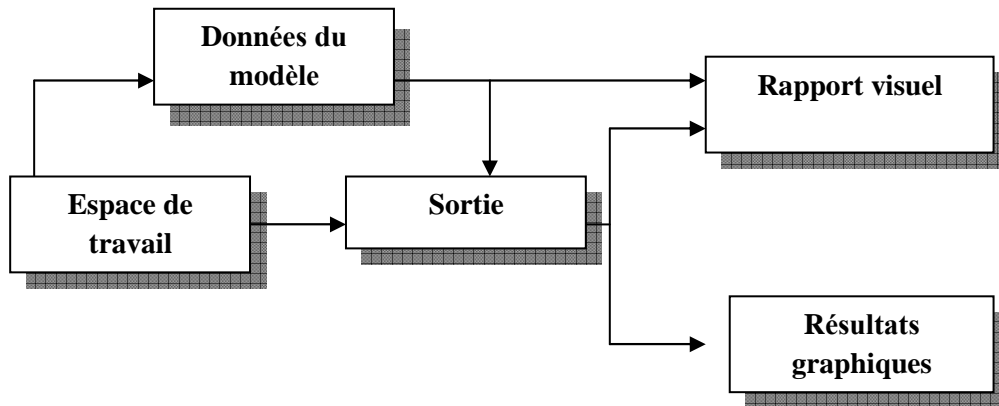 Données du
modèle
Rapport visuel
Espace de
travail
Sortie
Résultats
graphiques